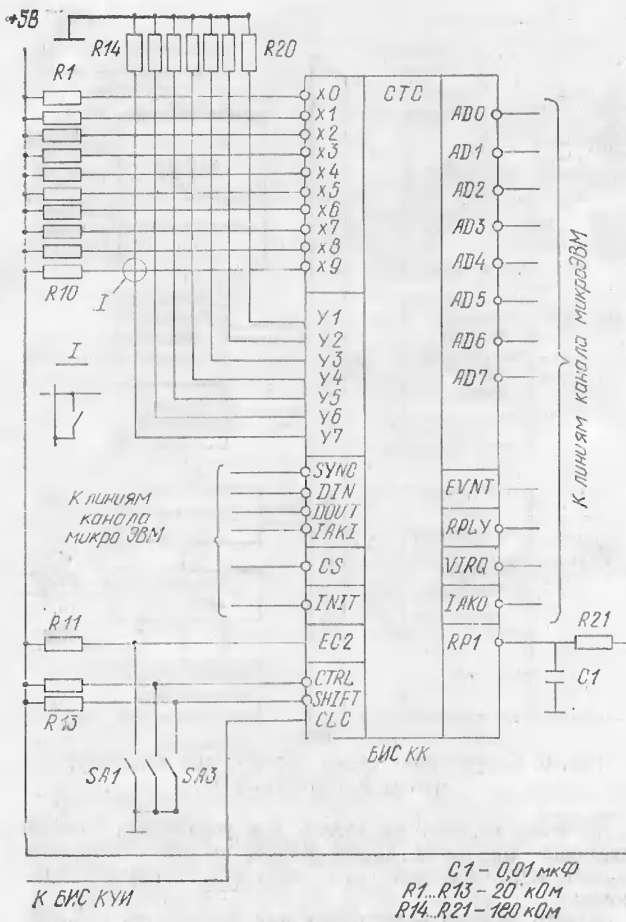 +5В
R14
R20
R1
x0
x1
x2
x3
x4
x5
x6
x7
x8
x9
R10
I
I
СТС
AD0
AD1
AD2
AD3
AD4
AD5
AD6
AD7
К линиям канала микроЭВМ
Y1
Y2
Y3
Y4
Y5
Y6
Y7
К линиям
канала
микро ЭВМ
SYNC
DIN
DOUT
IAKI
CS
INIT
EC2
CTRL
SHIFT
CLC
EVNT
RPLY
VIRQ
IAKO
RP1
R21
C1
R11
R13
SA1
SA3
БИС КК
К БИС КУИ
C1 – 0,01 мкФ
R1...R13 – 20 кОм
R14...R21 – 180 кОм